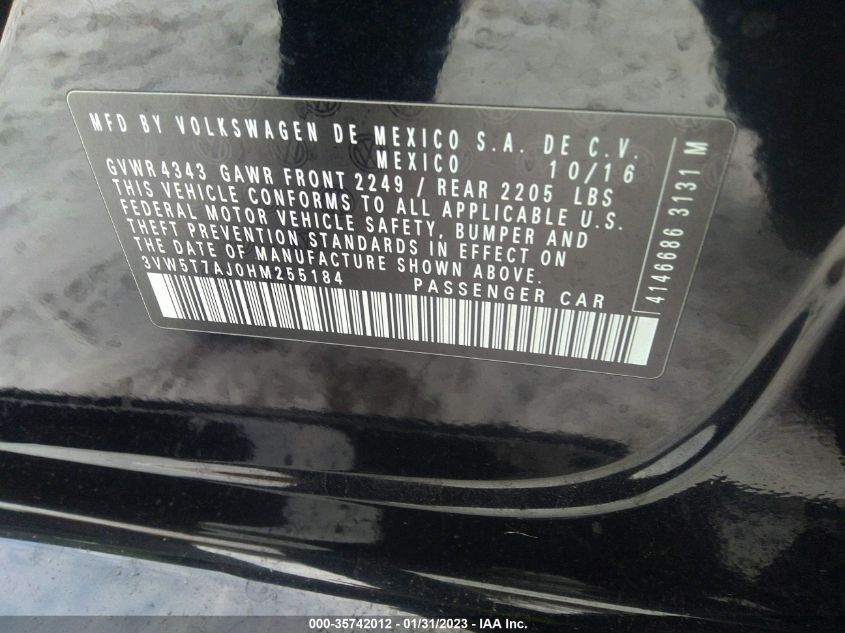 MFD BY VOLKSWAGEN DE MEXICO S.A. DE C.V.
MEXICO 10/16
GVWR 4343 GAWR FRONT 2249 / REAR 2205 LBS
THIS VEHICLE CONFORMS TO ALL APPLICABLE U.S.
FEDERAL MOTOR VEHICLE SAFETY, BUMPER AND
THEFT PREVENTION STANDARDS IN EFFECT ON
THE DATE OF MANUFACTURE SHOWN ABOVE.
3VW5T7AJ0HM255184 PASSENGER CAR
4146686 3131 M
000-35742012 - 01/31/2023 - IAA Inc.